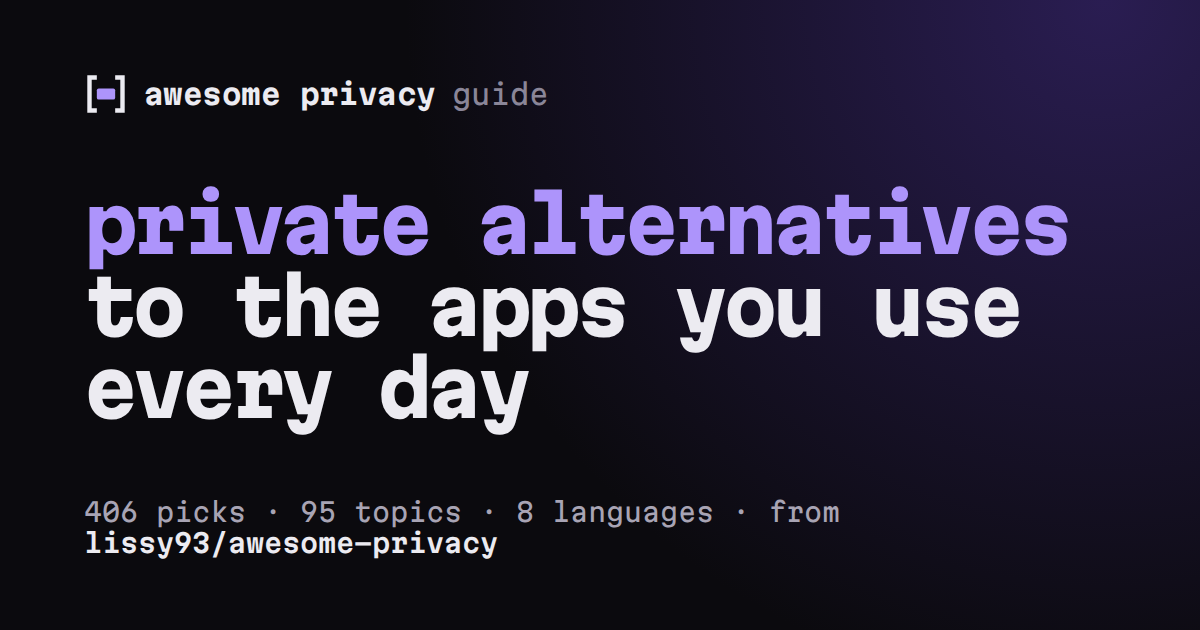 awesome privacy guide
private alternatives
to the apps you use
every day
406 picks · 95 topics · 8 languages · from
lissy93/awesome-privacy